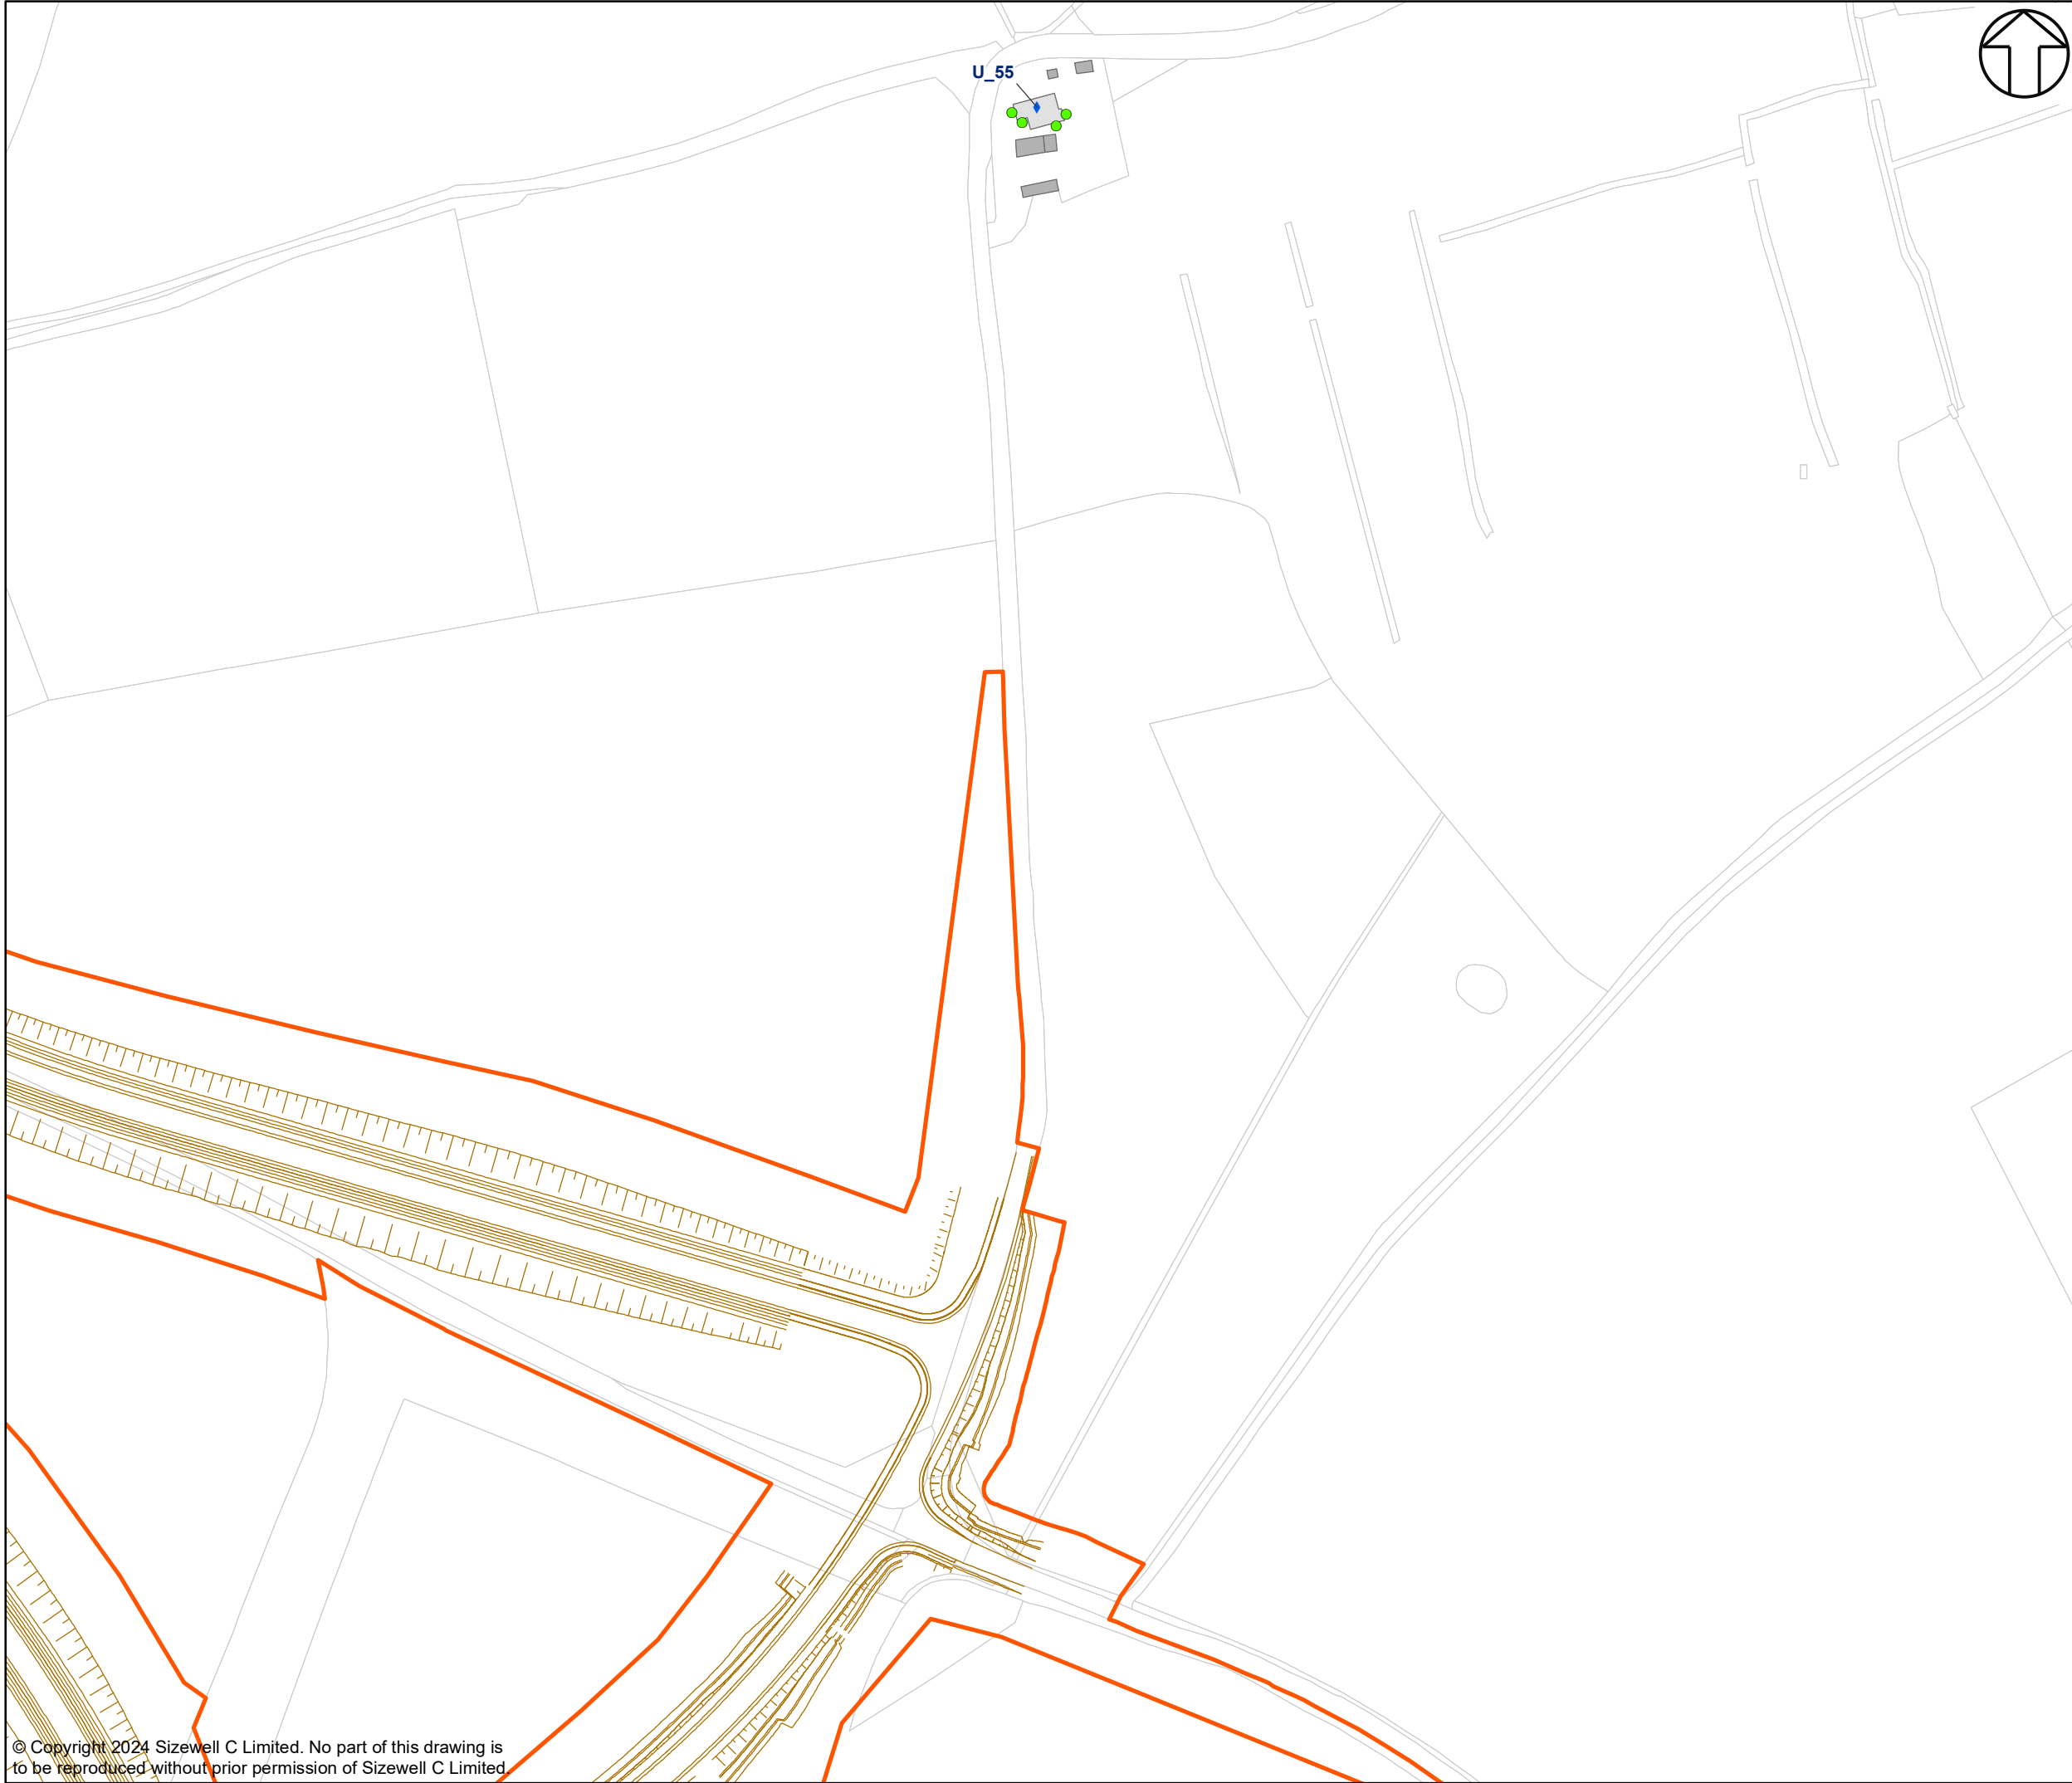 U_55
© Copyright 2024 Sizewell C Limited. No part of this drawing is
to be reproduced without prior permission of Sizewell C Limited.